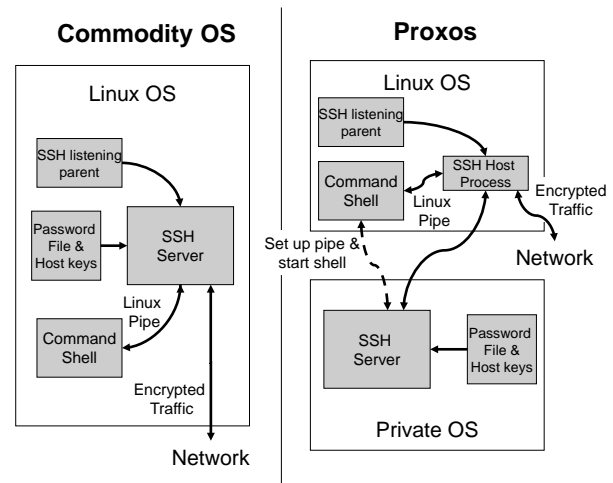 Commodity OS
Linux OS
SSH listening
parent
Password
File &
Host keys
SSH
Server
Linux
Pipe
Command
Shell
Encrypted
Traffic
Network
Proxos
Linux OS
SSH listening
parent
SSH Host
Process
Command
Shell
Linux
Pipe
Encrypted
Traffic
Network
Set up pipe &
start shell
SSH
Server
Password
File &
Host keys
Private OS